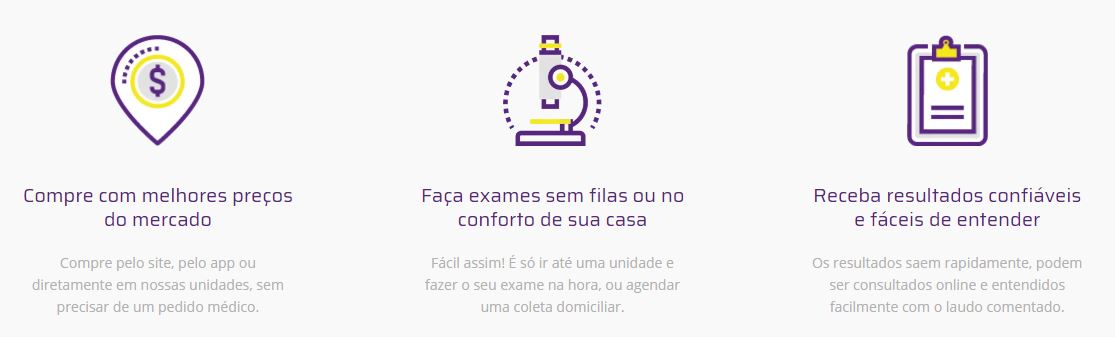 $
Compre com melhores preços
do mercado
Compre pelo site, pelo app ou
diretamente em nossas unidades, sem
precisar de um pedido médico.
Faça exames sem filas ou no
conforto de sua casa
Fácil assim! É só ir até uma unidade e
fazer o seu exame na hora, ou agendar
uma coleta domiciliar.
Receba resultados confiáveis
e fáceis de entender
Os resultados saem rapidamente, podem
ser consultados online e entendidos
facilmente com o laudo comentado.